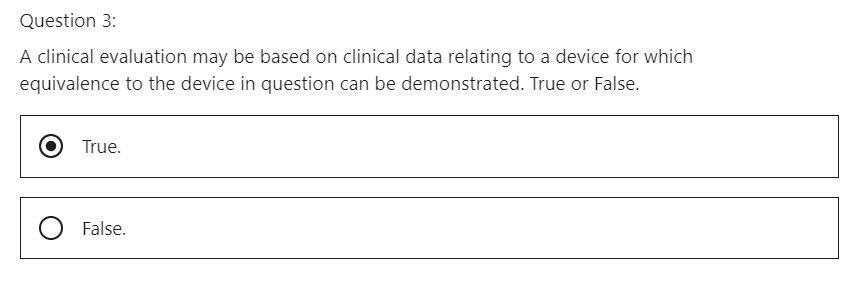 Question 3:
A clinical evaluation may be based on clinical data relating to a device for which
equivalence to the device in question can be demonstrated. True or False.
True.
False.